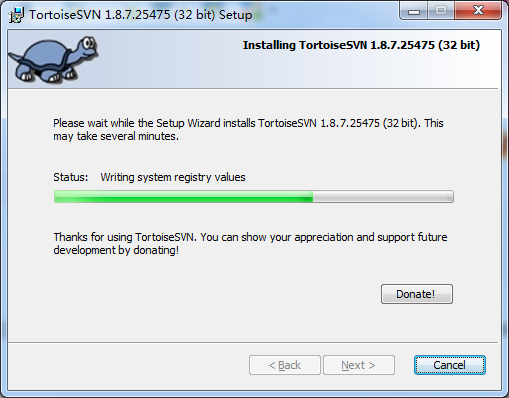 TortoiseSVN 1.8.7.25475 (32 bit) Setup
Installing TortoiseSVN 1.8.7.25475 (32 bit)
Please wait while the Setup Wizard installs TortoiseSVN 1.8.7.25475 (32 bit). This
may take several minutes.
Status: Writing system registry values
Thanks for using TortoiseSVN. You can show your appreciation and support future
development by donating!
Donate!
< Back Next > Cancel